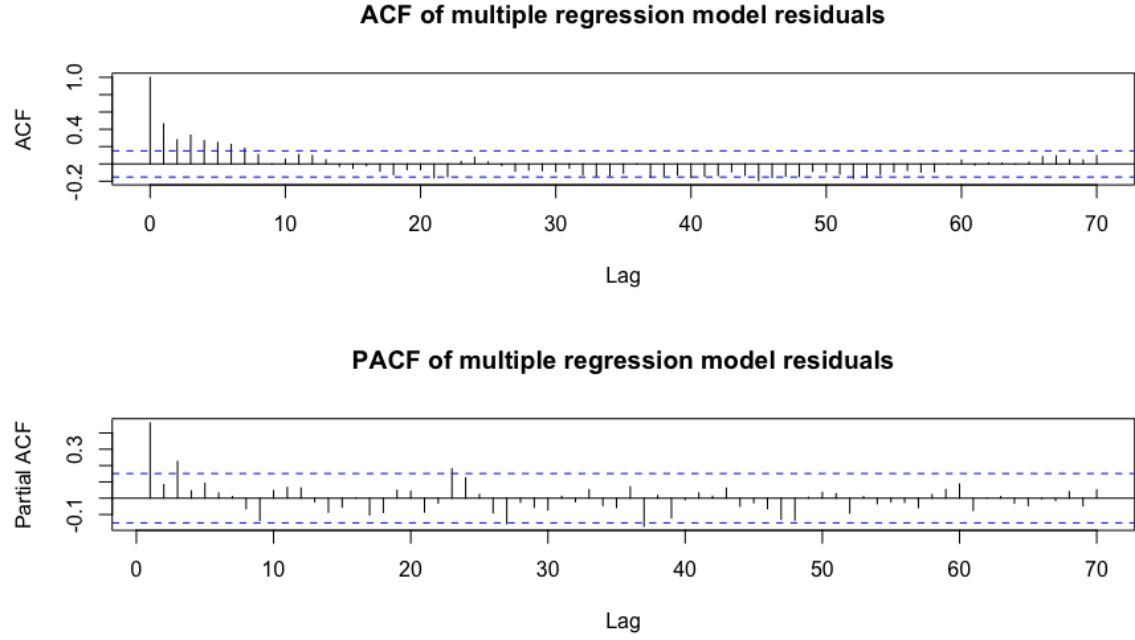 ACF of multiple regression model residuals
ACF
1.0
0.4
-0.2
0 10 20 30 40 50 60 70
Lag
PACF of multiple regression model residuals
Partial ACF
0.3
-0.1
0 10 20 30 40 50 60 70
Lag